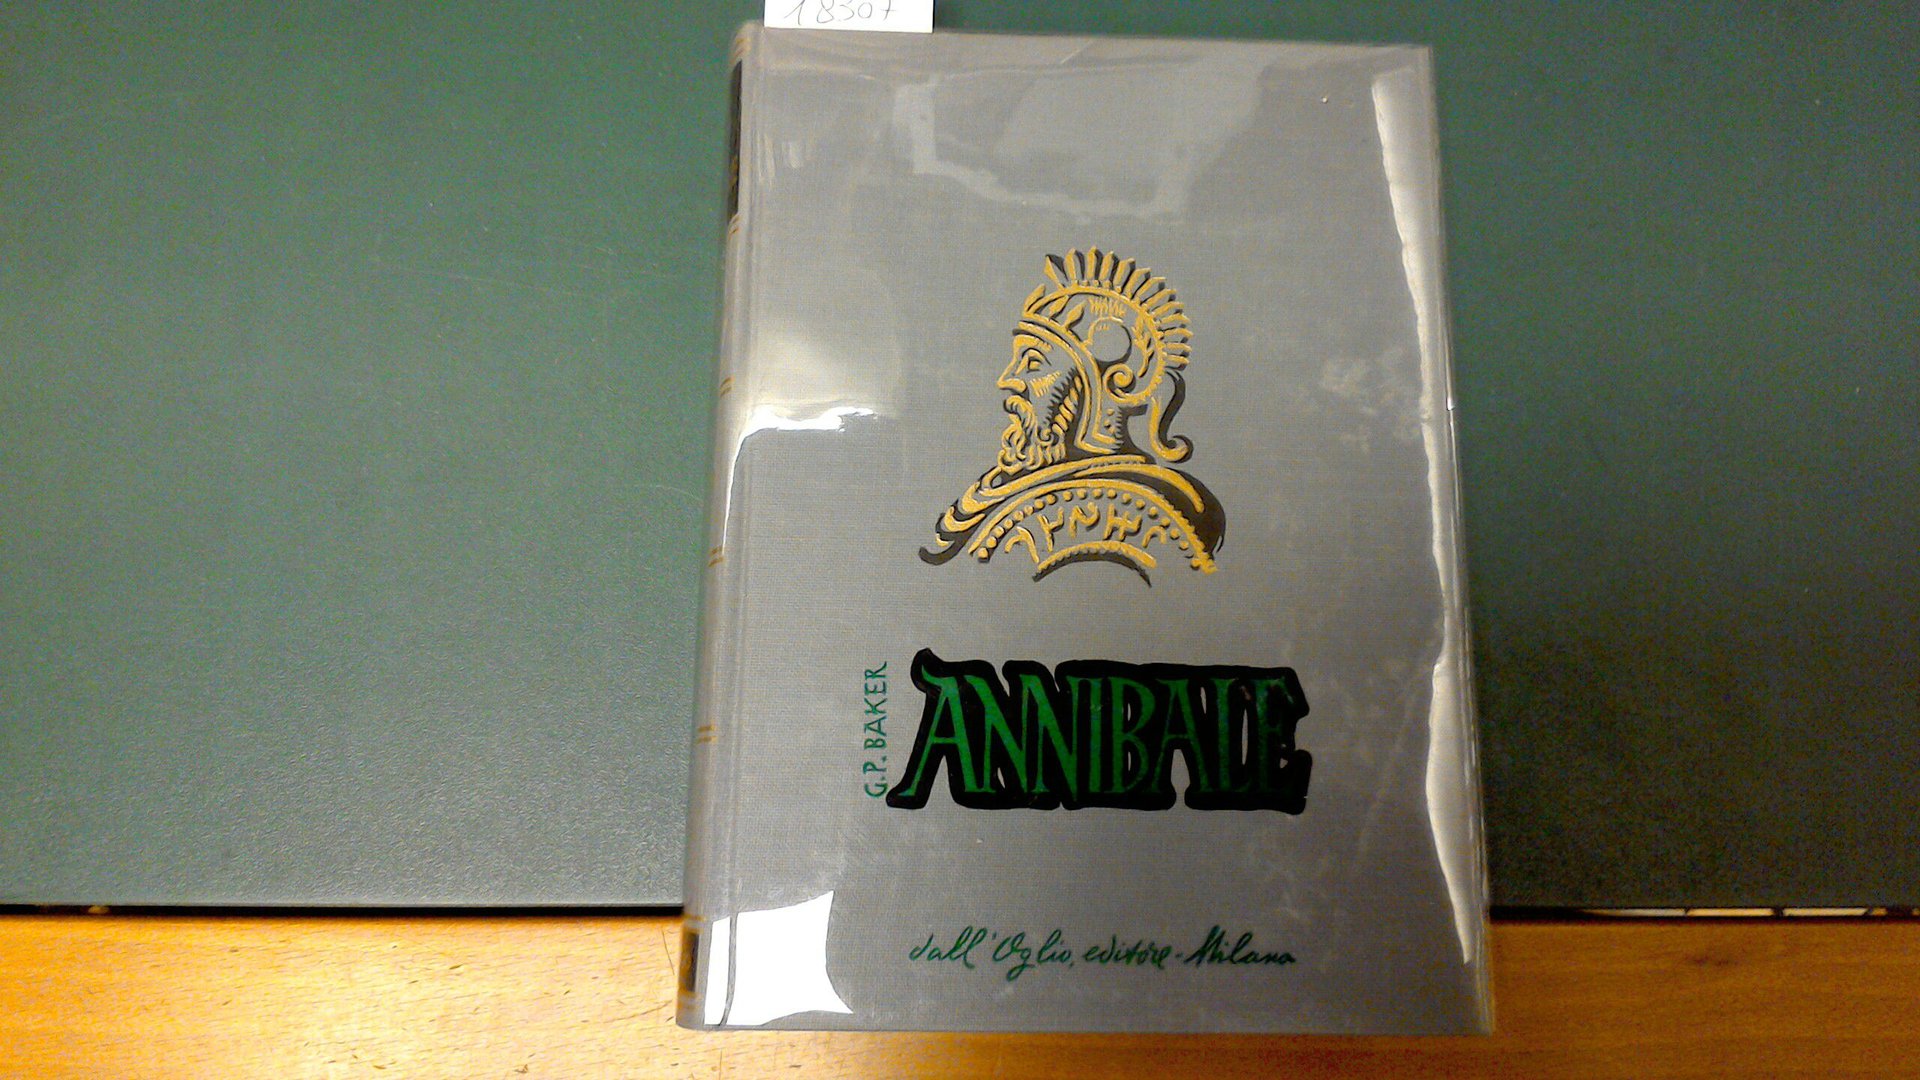 18307
G.P. BAKER
ANNIBALE
dall'Oglio, editore - Milano